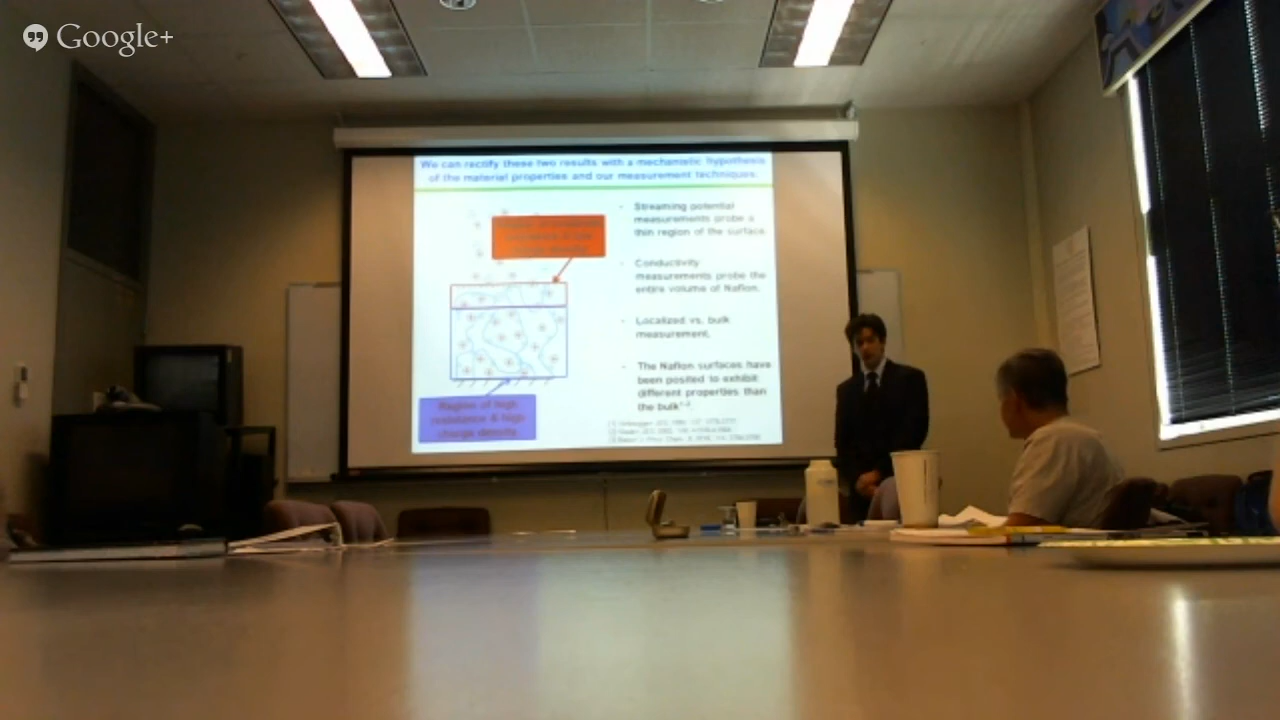 Google+
We can rectify these two results with a mechanistic hypothesis
of the material properties and our measurement techniques.
- Streaming potential
measurements probe a
thin region of the surface
- Conductivity
measurements probe the
entire volume of Nafion.
- Localized vs. bulk
measurement.
- The Nafion surfaces have
been posited to exhibit
different properties than
the bulk
Region of high
resistance & high
charge density